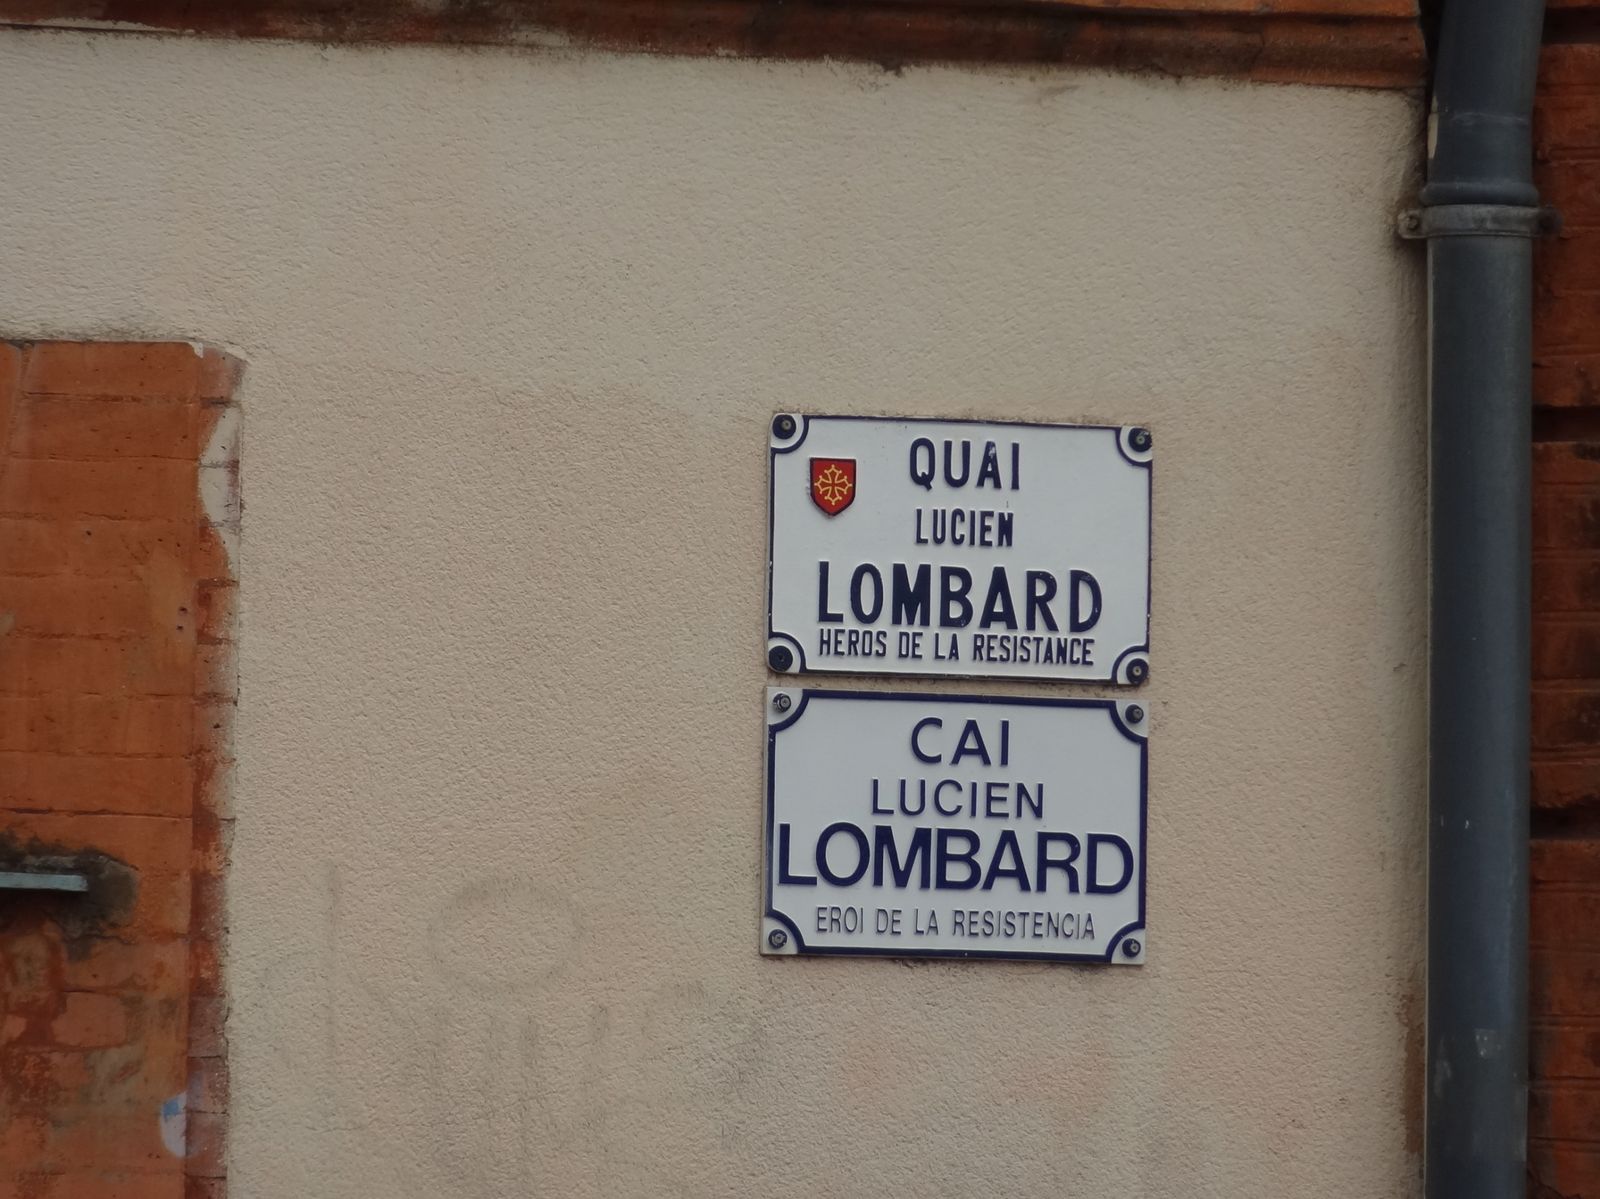 QUAI
LUCIEN
LOMBARD
HEROS DE LA RESISTANCE
CAI
LUCIEN
LOMBARD
EROI DE LA RESISTENCIA